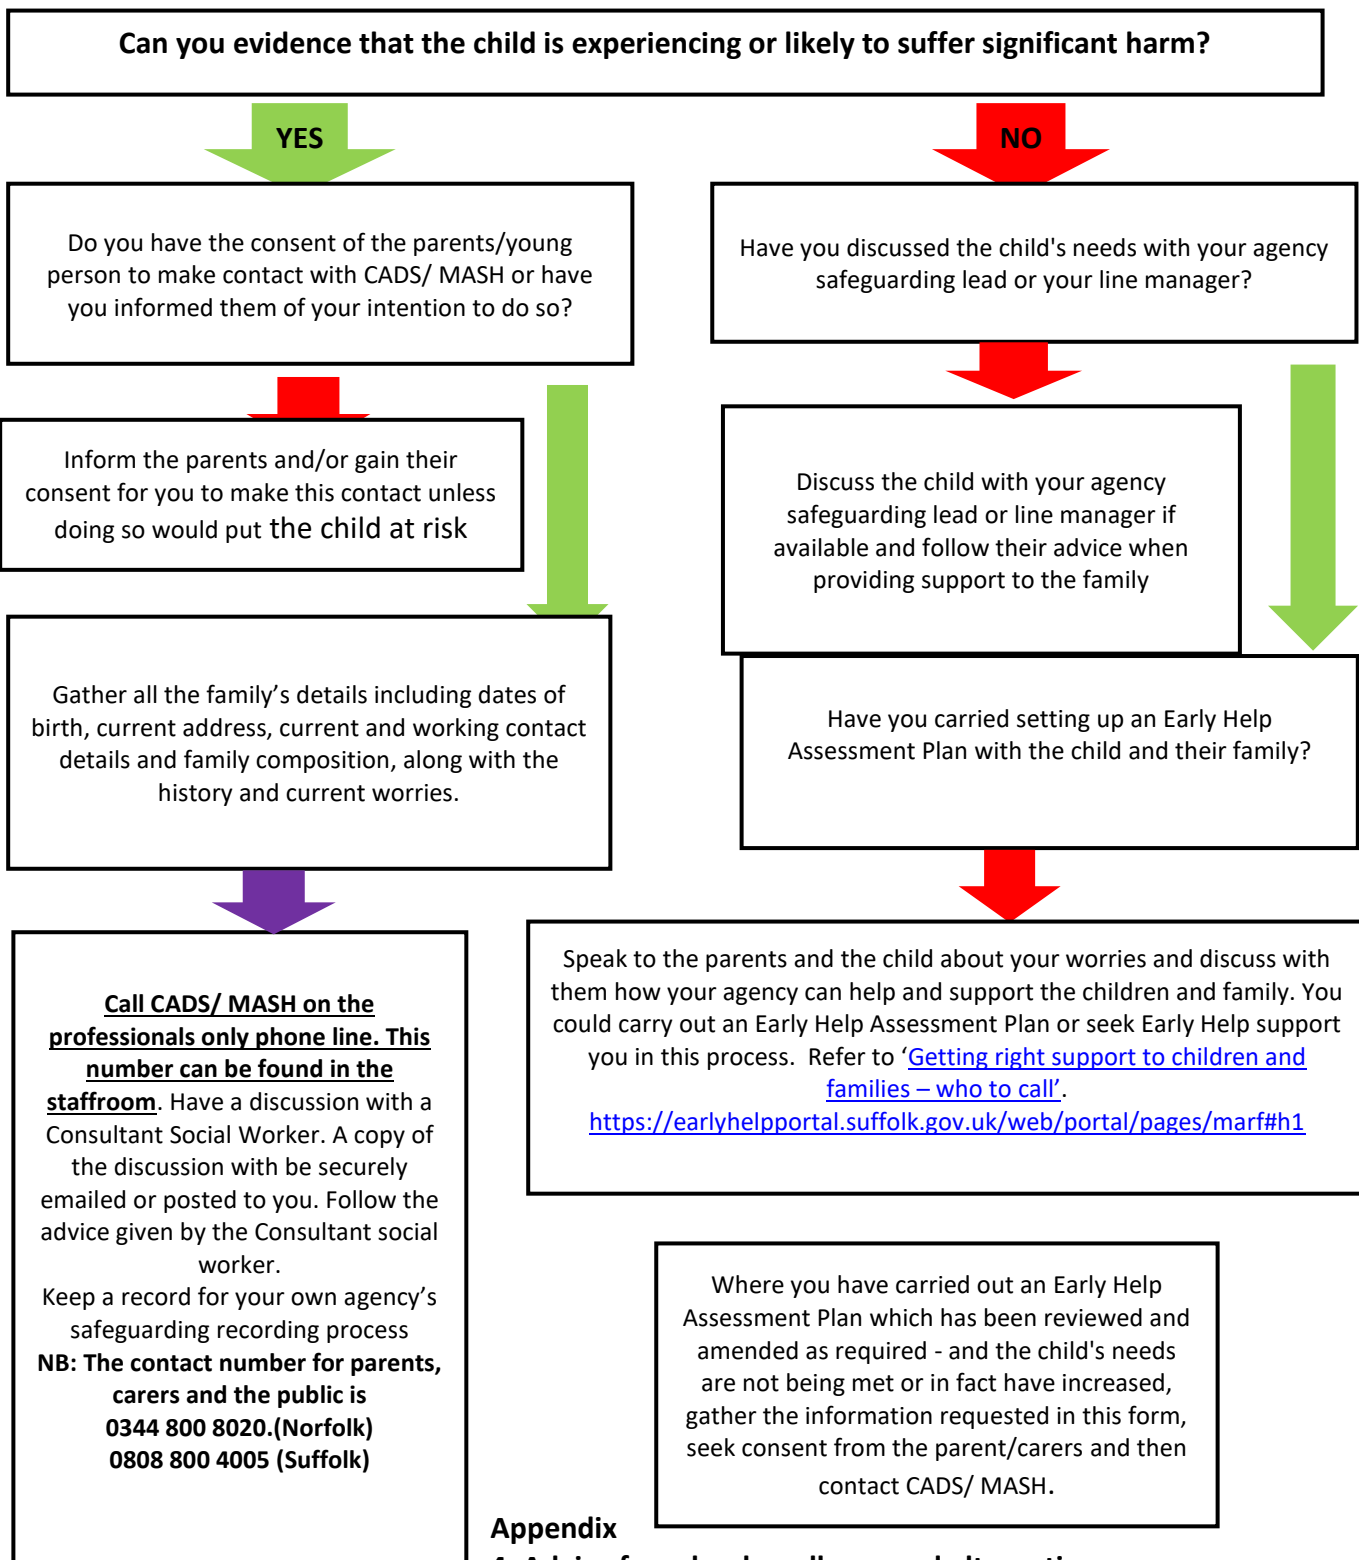 Can you evidence that the child is experiencing or likely to suffer significant harm?
YES
NO
Do you have the consent of the parents/young
person to make contact with CADS/ MASH or have
you informed them of your intention to do so?
Have you discussed the child's needs with your agency
safeguarding lead or your line manager?
Inform the parents and/or gain their
consent for you to make this contact unless
doing so would put the child at risk
Discuss the child with your agency
safeguarding lead or line manager if
available and follow their advice when
providing support to the family
Gather all the family’s details including dates of
birth, current address, current and working contact
details and family composition, along with the
history and current worries.
Have you carried setting up an Early Help
Assessment Plan with the child and their family?
Call CADS/ MASH on the
professionals only phone line. This
number can be found in the
staffroom. Have a discussion with a
Consultant Social Worker. A copy of
the discussion with be securely
emailed or posted to you. Follow the
advice given by the Consultant social
worker.
Keep a record for your own agency’s
safeguarding recording process
NB: The contact number for parents,
carers and the public is
0344 800 8020.(Norfolk)
0808 800 4005 (Suffolk)
Speak to the parents and the child about your worries and discuss with
them how your agency can help and support the children and family. You
could carry out an Early Help Assessment Plan or seek Early Help support
you in this process.  Refer to ‘Getting right support to children and
families – who to call’.
https://earlyhelpportal.suffolk.gov.uk/web/portal/pages/marf#h1
Where you have carried out an Early Help
Assessment Plan which has been reviewed and
amended as required - and the child's needs
are not being met or in fact have increased,
gather the information requested in this form,
seek consent from the parent/carers and then
contact CADS/ MASH.
Appendix